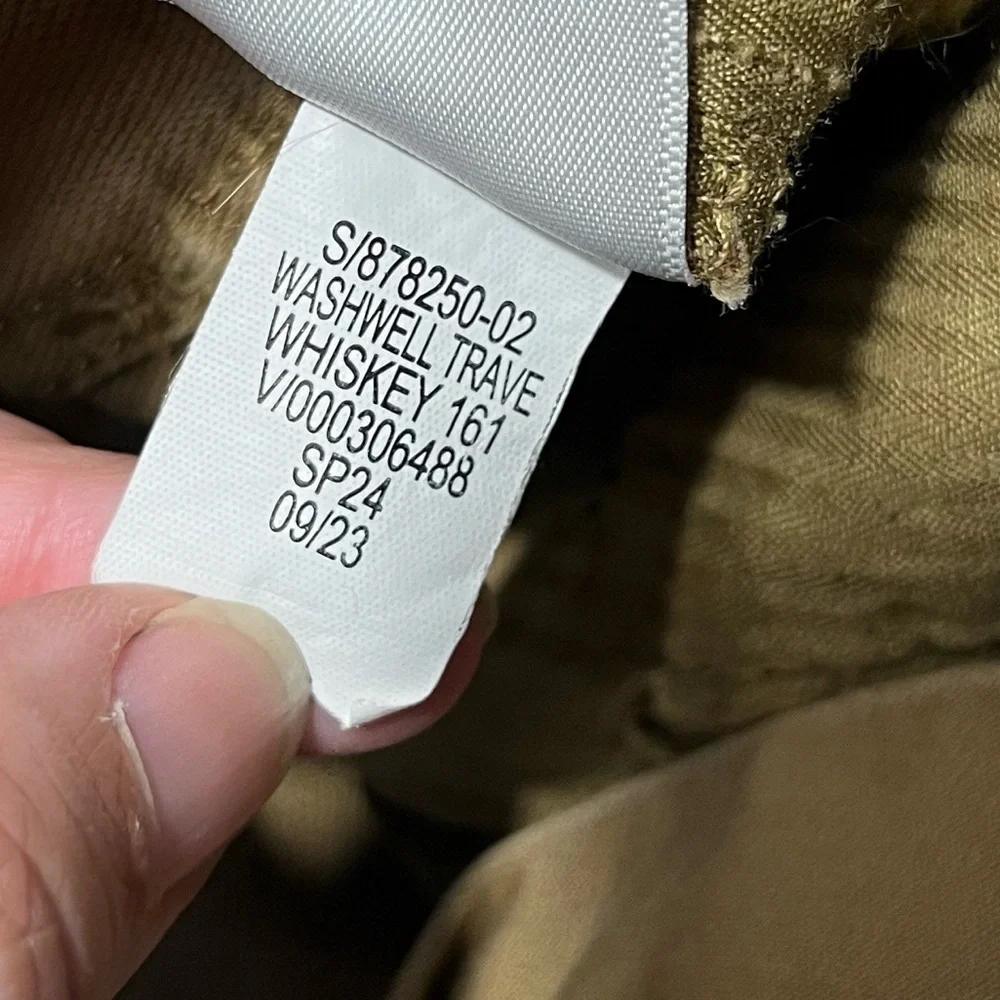 S/878250-02
WASHWELL TRAVE
WHISKEY 161
V/000306488
SP24
09/23